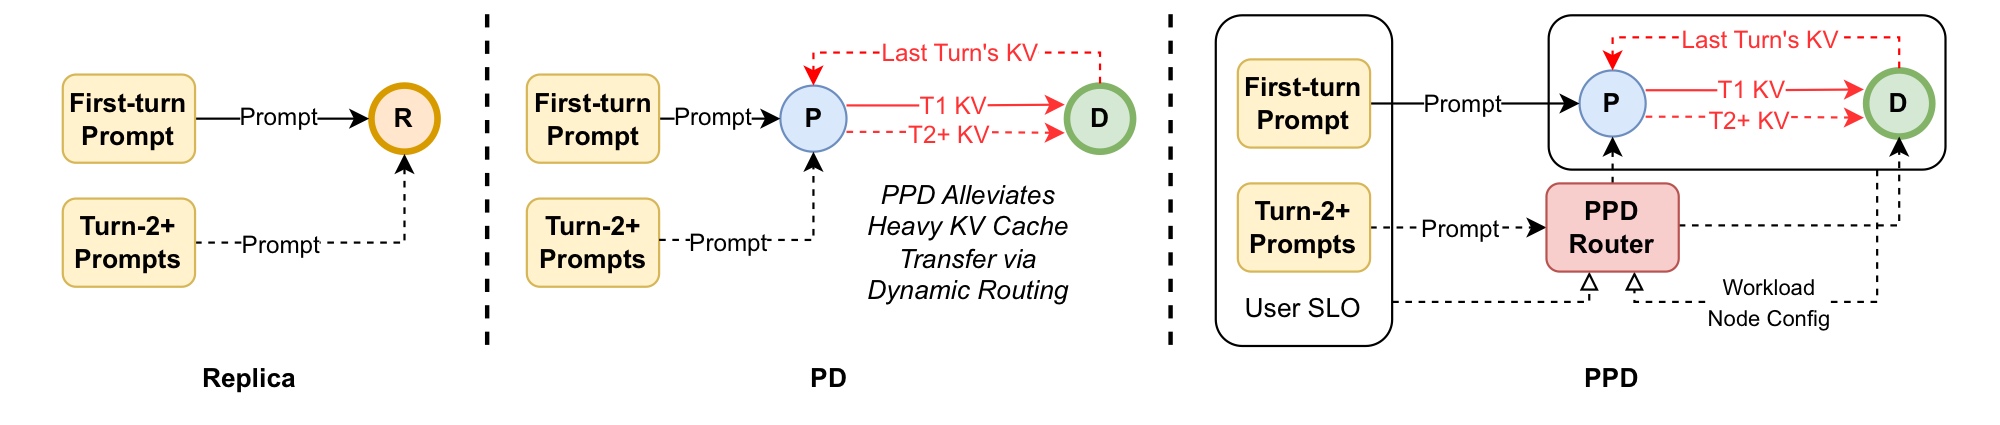 First-turn
Prompt
Prompt
R
Turn-2+
Prompts
Prompt
Replica
First-turn
Prompt
Prompt
P
Last Turn's KV
T1 KV
T2+ KV
D
Turn-2+
Prompts
Prompt
PPD Alleviates
Heavy KV Cache
Transfer via
Dynamic Routing
PD
First-turn
Prompt
Prompt
P
Last Turn's KV
T1 KV
T2+ KV
D
Turn-2+
Prompts
Prompt
PPD
Router
User SLO
Workload
Node Config
PPD